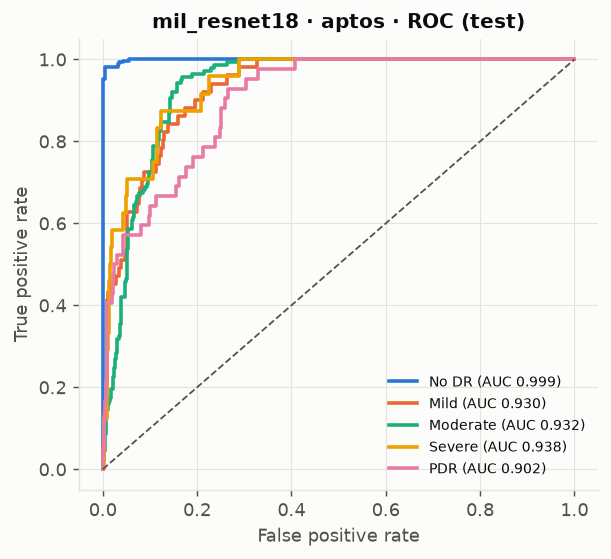 mil_resnet18 · aptos · ROC (test)
1.0
0.8
0.6
0.4
0.2
0.0
True positive rate
No DR (AUC 0.999)
Mild (AUC 0.930)
Moderate (AUC 0.932)
Severe (AUC 0.938)
PDR (AUC 0.902)
0.0 0.2 0.4 0.6 0.8 1.0
False positive rate